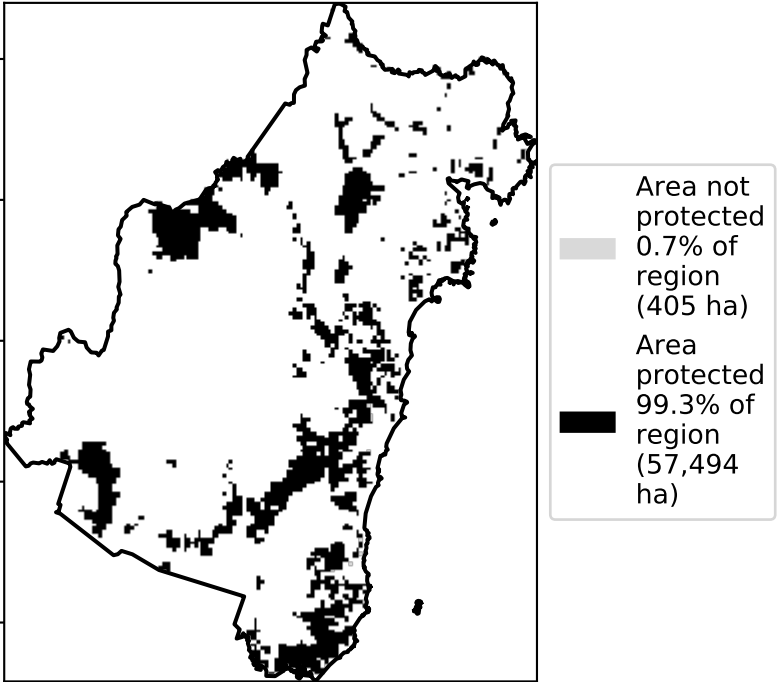 Area not
protected
0.7% of
region
(405 ha)
Area
protected
99.3% of
region
(57,494
ha)